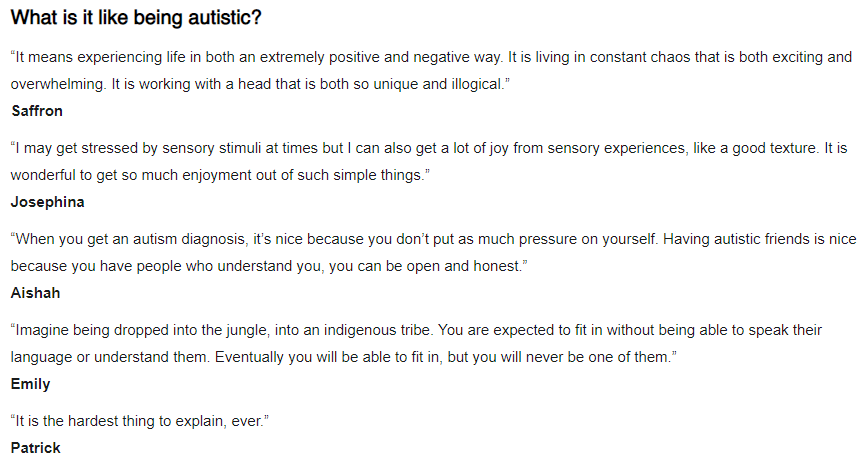 What is it like being autistic?
“It means experiencing life in both an extremely positive and negative way. It is living in constant chaos that is both exciting and
overwhelming. It is working with a head that is both so unique and illogical.”
Saffron
“I may get stressed by sensory stimuli at times but I can also get a lot of joy from sensory experiences, like a good texture. It is
wonderful to get so much enjoyment out of such simple things.”
Josephina
“When you get an autism diagnosis, it’s nice because you don’t put as much pressure on yourself. Having autistic friends is nice
because you have people who understand you, you can be open and honest.”
Aishah
“Imagine being dropped into the jungle, into an indigenous tribe. You are expected to fit in without being able to speak their
language or understand them. Eventually you will be able to fit in, but you will never be one of them.”
Emily
“It is the hardest thing to explain, ever.”
Patrick